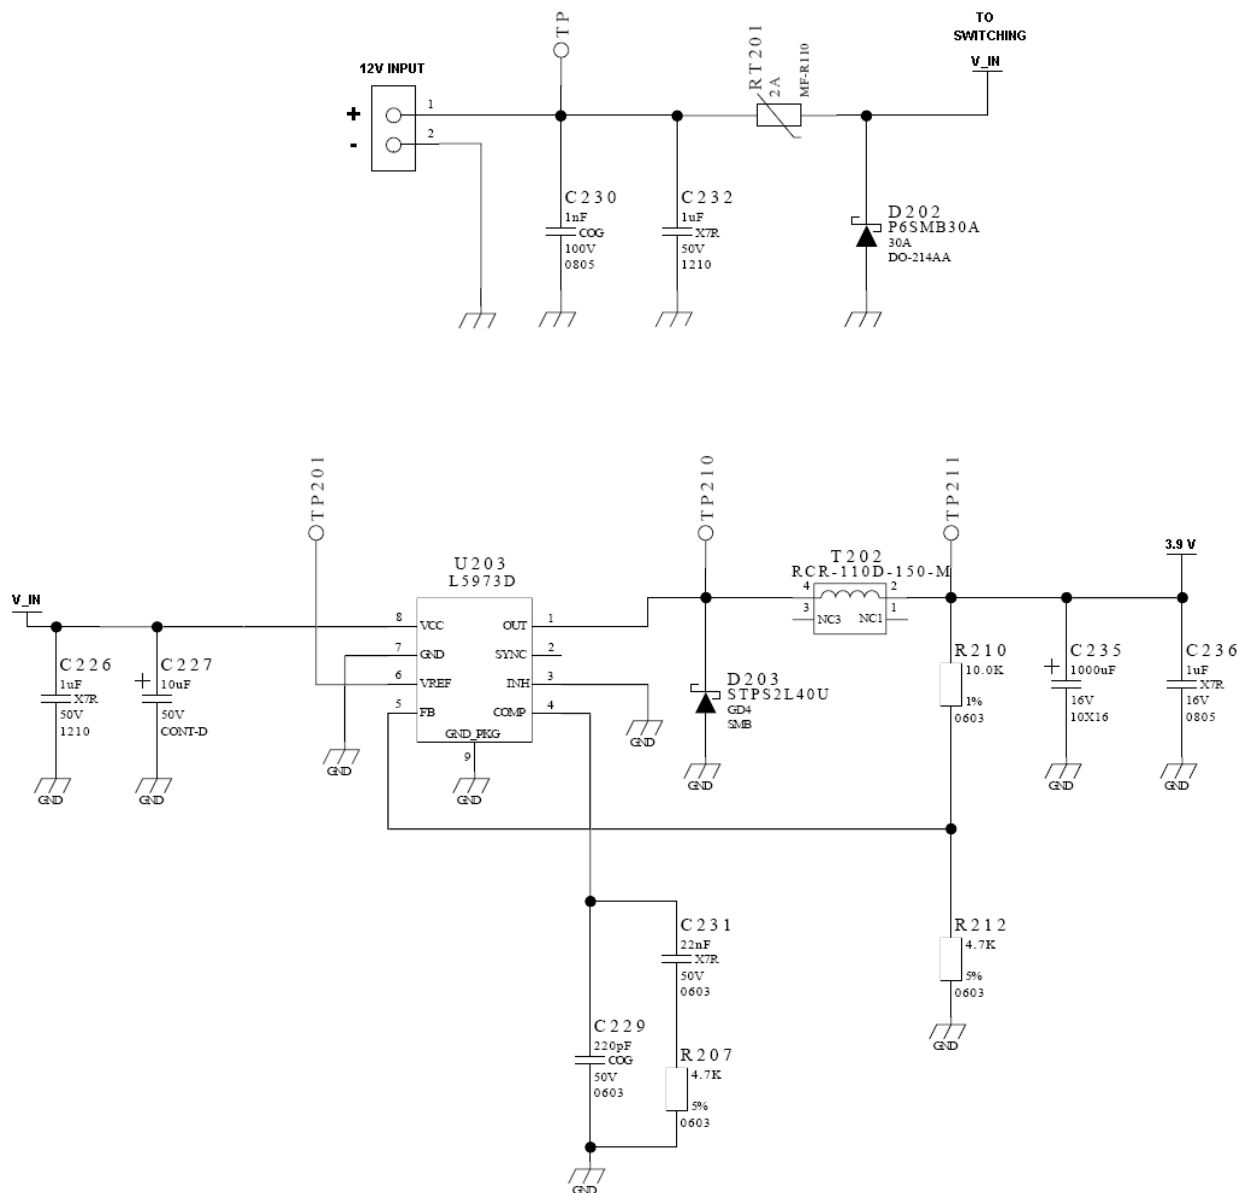 TO
SWITCHING
V_IN
TP
RT201
2A
MF-R110
12V INPUT
+
1
-
2
C230
1nF
COG
100V
0805
C232
1uF
X7R
50V
1210
D202
P6SMB30A
30A
DO-214AA
TP201
TP210
TP211
U203
L5973D
T202
RCR-110D-150-M
3.9 V
V_IN
8 VCC OUT 1
7 GND SYNC 2
6 VREF INH 3
5 FB COMP 4
GND_PKG
9
4 2
3 NC3 NC1 1
C226
1uF
X7R
50V
1210
C227
+ 10uF
50V
CONT-D
D203
STPS2L40U
GD4
SMB
R210
10.0K
1%
0603
C235
+ 1000uF
16V
10X16
C236
1uF
X7R
16V
0805
GND
GND
GND
GND
GND
GND
GND
GND
C231
22nF
X7R
50V
0603
R212
4.7K
5%
0603
GND
C229
220pF
COG
50V
0603
R207
4.7K
5%
0603
GND